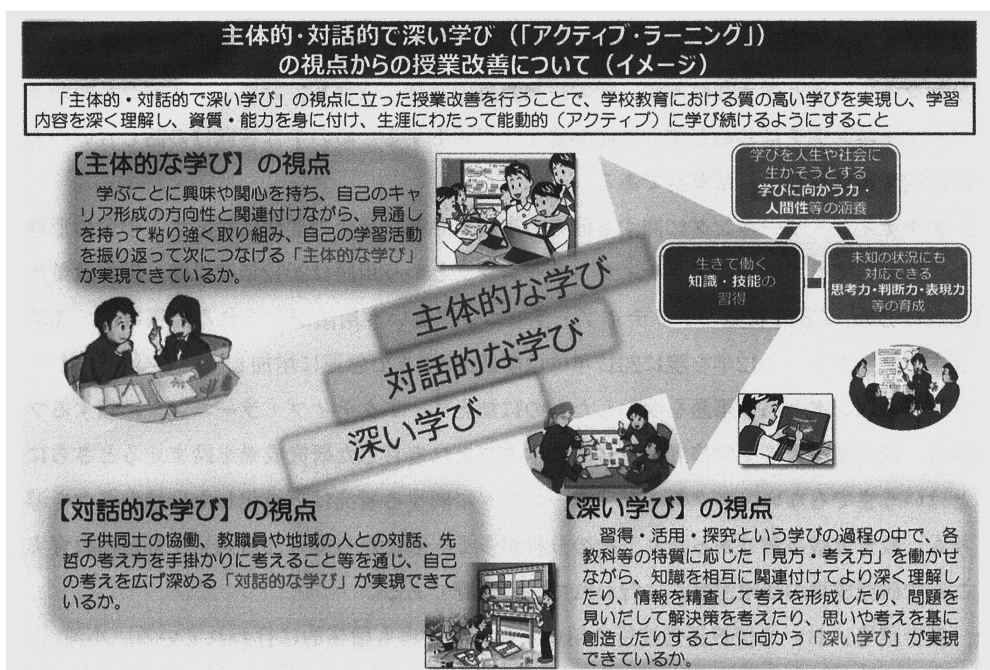 主体的・対話的で深い学び（「アクティブ・ラーニング」）
の視点からの授業改善について（イメージ）
「主体的・対話的で深い学び」の視点に立った授業改善を行うことで、学校教育における質の高い学びを実現し、学習
内容を深く理解し、資質・能力を身に付け、生涯にわたって能動的（アクティブ）に学び続けるようにすること
【主体的な学び】の視点
学ぶことに興味や関心を持ち、自己のキャ
リア形成の方向性と関連付けながら、見通し
を持って粘り強く取り組み、自己の学習活動
を振り返って次につなげる「主体的な学び」
が実現できているか。
学びを人生や社会に
生かそうとする
学びに向かう力・
人間性等の涵養
生きて働く
知識・技能の
習得
未知の状況にも
対応できる
思考力・判断力・表現力
等の育成
主体的な学び
対話的な学び
深い学び
【対話的な学び】の視点
子供同士の協働、教職員や地域の人との対話、先
哲の考え方を手掛かりに考えること等を通じ、自己
の考えを広げ深める「対話的な学び」が実現できて
いるか。
【深い学び】の視点
習得・活用・探究という学びの過程の中で、各
教科等の特質に応じた「見方・考え方」を働かせ
ながら、知識を相互に関連付けてより深く理解し
たり、情報を精査して考えを形成したり、問題を
見いだして解決策を考えたり、思いや考えを基に
創造したりすることに向かう「深い学び」が実現
できているか。